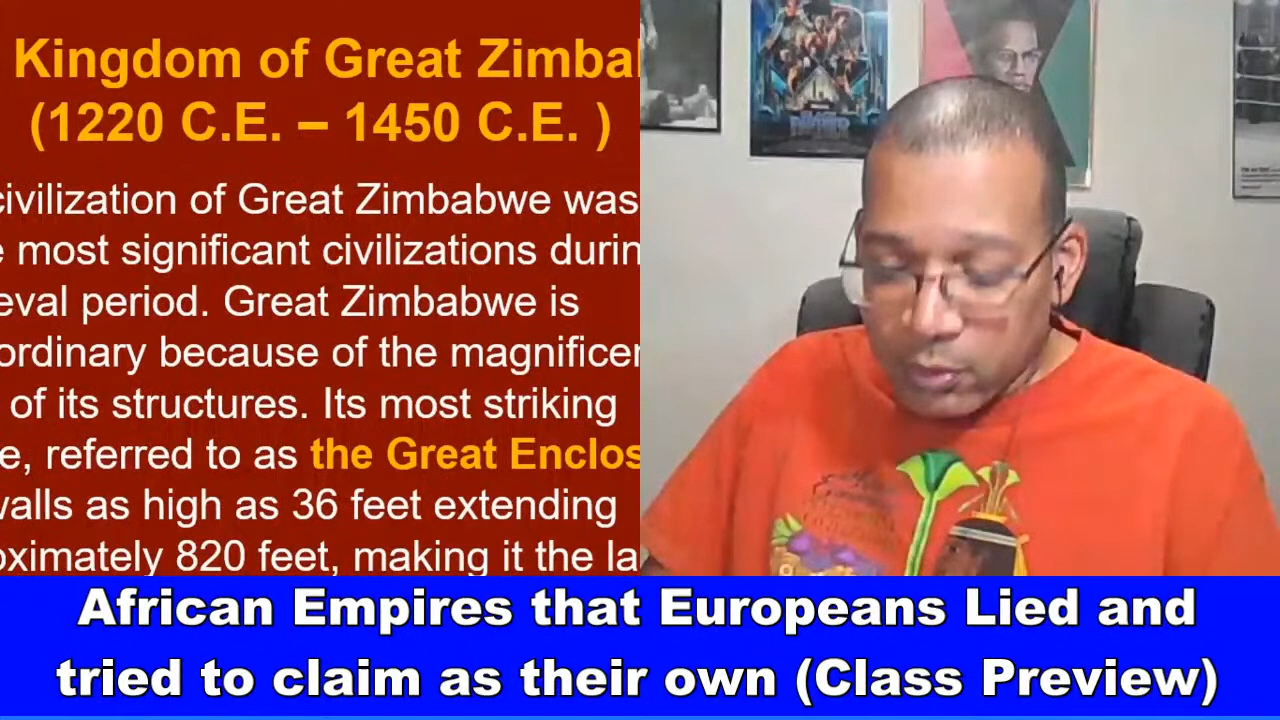 Kingdom of Great Zimba
(1220 C.E. – 1450 C.E. )
civilization of Great Zimbabwe was
most significant civilizations durin
eval period. Great Zimbabwe is
ordinary because of the magnificen
of its structures. Its most striking
e, referred to as the Great Enclos
walls as high as 36 feet extending
oximately 820 feet, making it the la
African Empires that Europeans Lied and
tried to claim as their own (Class Preview)